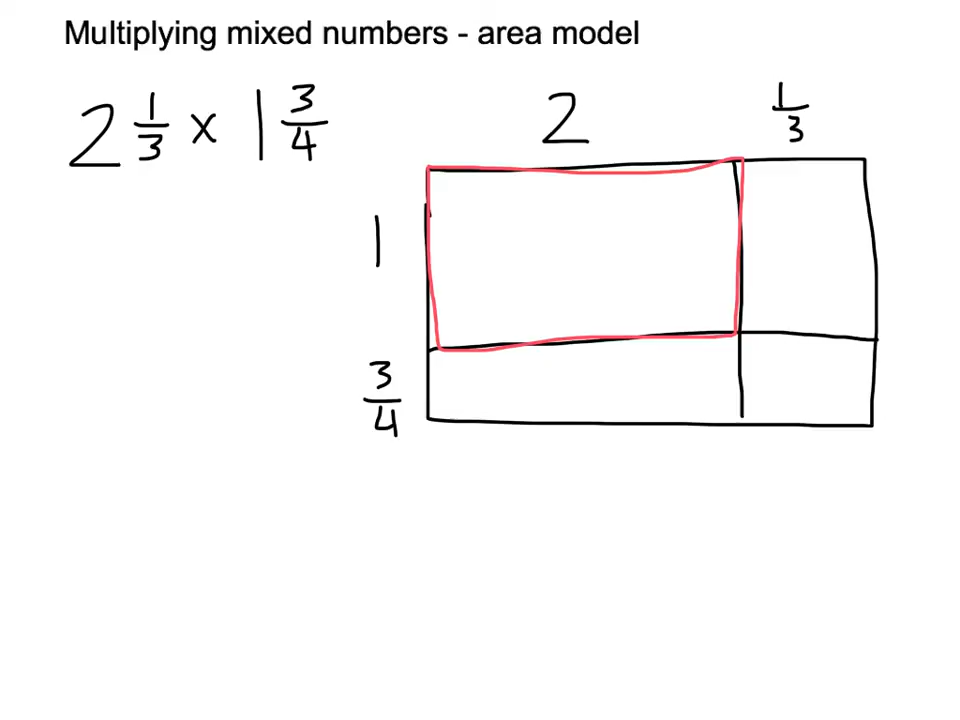 Multiplying mixed numbers - area model
2 1/3 x 1 3/4
2 1/3
1
3/4